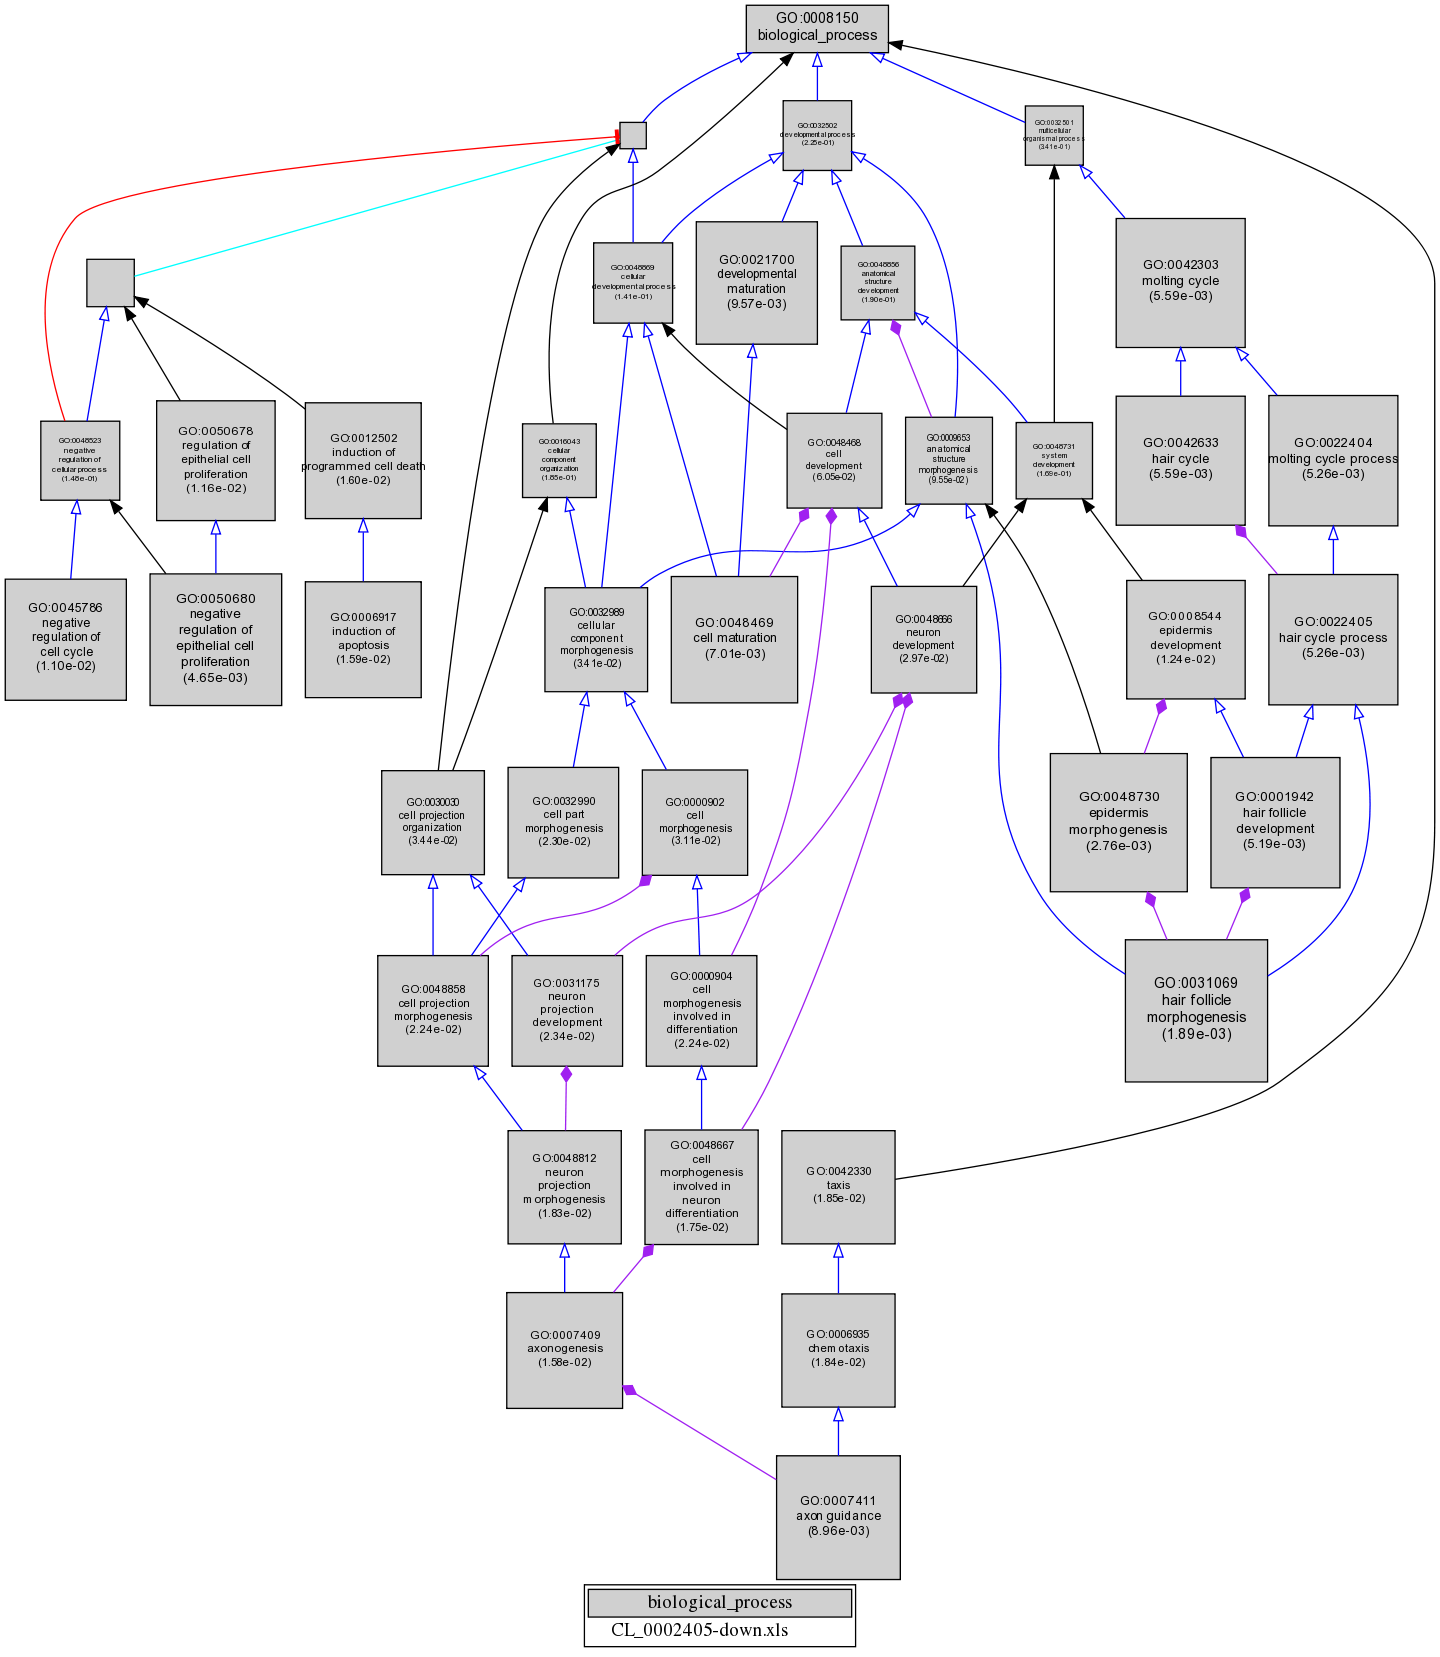 GO:0008150
biological_process
GO:0032502
developmental process
(2.25e-01)
GO:0032501
multicellular
organismal process
(3.41e-01)
GO:0048869
cellular
developmental process
(1.41e-01)
GO:0021700
developmental
maturation
(9.57e-03)
GO:0048856
anatomical
structure
development
(1.90e-01)
GO:0042303
molting cycle
(5.59e-03)
GO:0048523
negative
regulation of
cellular process
(1.48e-01)
GO:0050678
regulation of
epithelial cell
proliferation
(1.16e-02)
GO:0012502
induction of
programmed cell death
(1.60e-02)
GO:0016043
cellular
component
organization
(1.65e-01)
GO:0048468
cell
development
(6.05e-02)
GO:0009653
anatomical
structure
morphogenesis
(9.55e-02)
GO:0048731
system
development
(1.69e-01)
GO:0042633
hair cycle
(5.59e-03)
GO:0022404
molting cycle process
(5.26e-03)
GO:0045786
negative
regulation of
cell cycle
(1.10e-02)
GO:0050680
negative
regulation of
epithelial cell
proliferation
(4.65e-03)
GO:0006917
induction of
apoptosis
(1.59e-02)
GO:0032989
cellular
component
morphogenesis
(3.41e-02)
GO:0048469
cell maturation
(7.01e-03)
GO:0048666
neuron
development
(2.97e-02)
GO:0008544
epidermis
development
(1.24e-02)
GO:0022405
hair cycle process
(5.26e-03)
GO:0030030
cell projection
organization
(3.44e-02)
GO:0032990
cell part
morphogenesis
(2.30e-02)
GO:0000902
cell
morphogenesis
(3.11e-02)
GO:0048730
epidermis
morphogenesis
(2.76e-03)
GO:0001942
hair follicle
development
(5.19e-03)
GO:0048858
cell projection
morphogenesis
(2.24e-02)
GO:0031175
neuron
projection
development
(2.34e-02)
GO:0000904
cell
morphogenesis
involved in
differentiation
(2.24e-02)
GO:0031069
hair follicle
morphogenesis
(1.89e-03)
GO:0048812
neuron
projection
morphogenesis
(1.83e-02)
GO:0048667
cell
morphogenesis
involved in
neuron
differentiation
(1.75e-02)
GO:0042330
taxis
(1.85e-02)
GO:0007409
axonogenesis
(1.58e-02)
GO:0006935
chemotaxis
(1.84e-02)
GO:0007411
axon guidance
(8.96e-03)
biological_process
CL_0002405-down.xls